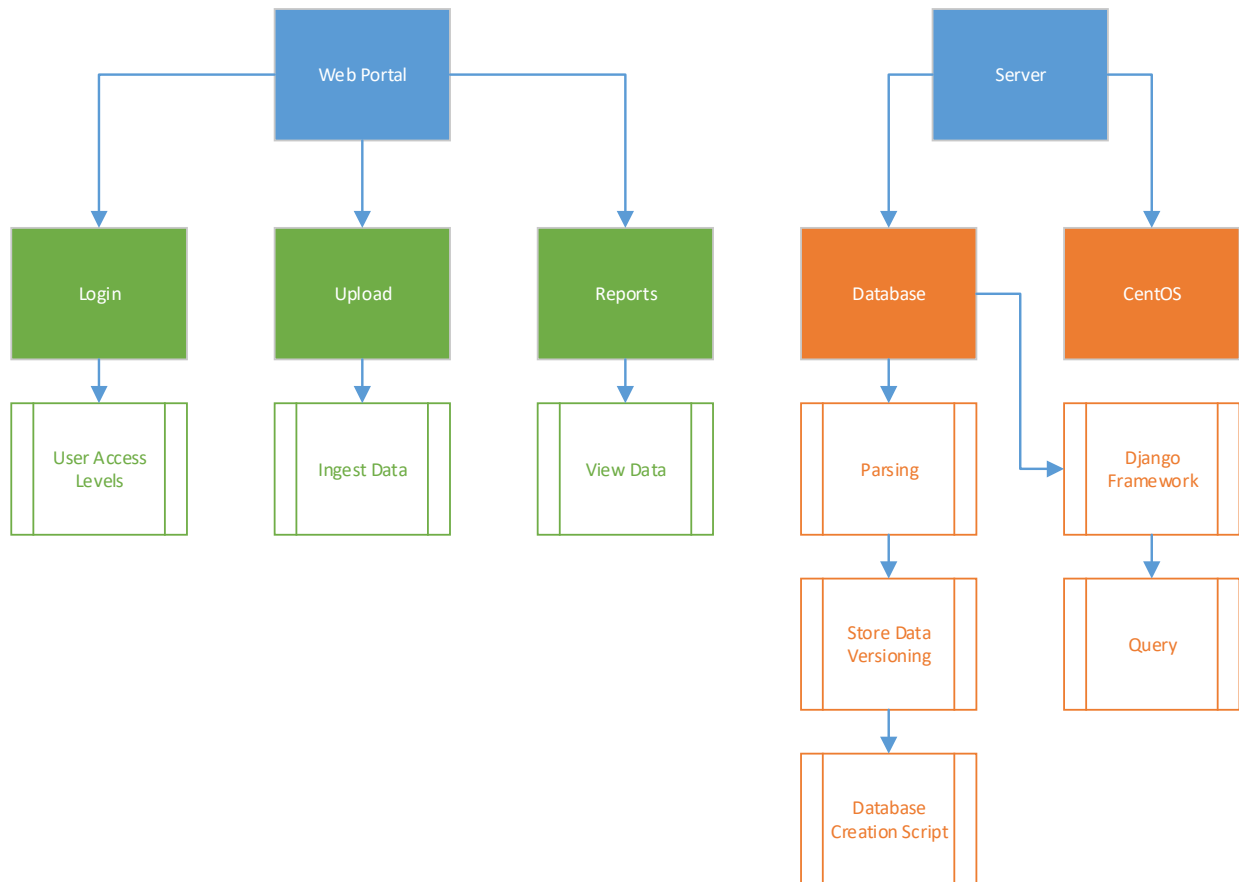 Web Portal
Server
Login
Upload
Reports
Database
CentOS
User Access
Levels
Ingest Data
View Data
Parsing
Django
Framework
Store Data
Versioning
Query
Database
Creation Script